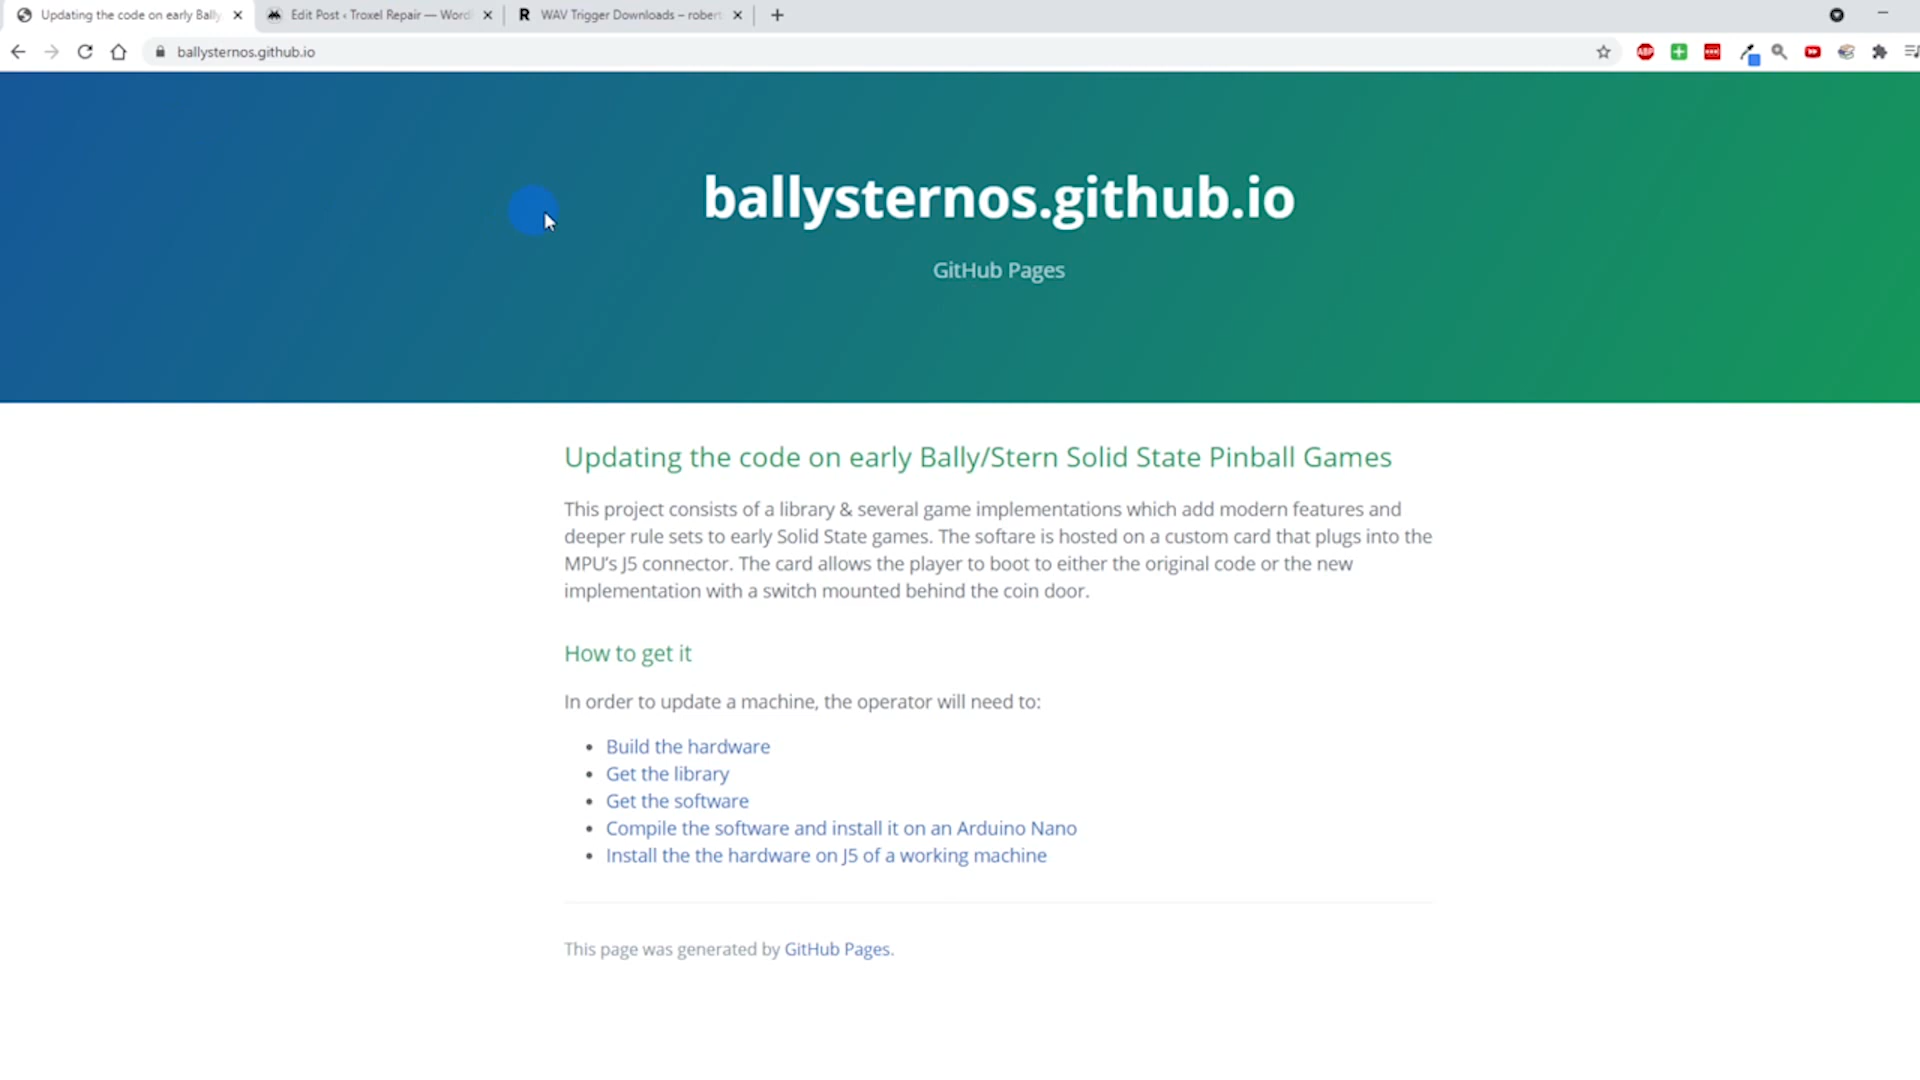 Updating the code on early Bally
Edit Post ‹ Troxel Repair — Word
WAV Trigger Downloads – robert
ballysternos.github.io
ABP
ballysternos.github.io
GitHub Pages
Updating the code on early Bally/Stern Solid State Pinball Games
This project consists of a library & several game implementations which add modern features and
deeper rule sets to early Solid State games. The softare is hosted on a custom card that plugs into the
MPU’s J5 connector. The card allows the player to boot to either the original code or the new
implementation with a switch mounted behind the coin door.
How to get it
In order to update a machine, the operator will need to:
• Build the hardware
• Get the library
• Get the software
• Compile the software and install it on an Arduino Nano
• Install the the hardware on J5 of a working machine
This page was generated by GitHub Pages.